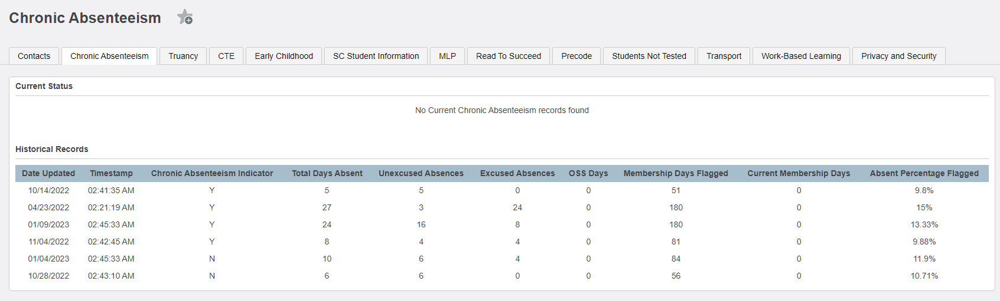 Chronic Absenteeism
Contacts Chronic Absenteeism Truancy CTE Early Childhood SC Student Information MLP Read To Succeed Precode Students Not Tested Transport Work-Based Learning Privacy and Security
Current Status
No Current Chronic Absenteeism records found
Historical Records
Date Updated Timestamp Chronic Absenteeism Indicator Total Days Absent Unexcused Absences Excused Absences OSS Days Membership Days Flagged Current Membership Days Absent Percentage Flagged
10/14/2022 02:41:35 AM Y 5 5 0 0 51 0 9.8%
04/23/2022 02:21:19 AM Y 27 3 24 0 180 0 15%
01/09/2023 02:45:33 AM Y 24 16 8 0 180 0 13.33%
11/04/2022 02:42:45 AM Y 8 4 4 0 81 0 9.88%
01/04/2023 02:45:33 AM N 10 6 4 0 84 0 11.9%
10/28/2022 02:43:10 AM N 6 6 0 0 56 0 10.71%